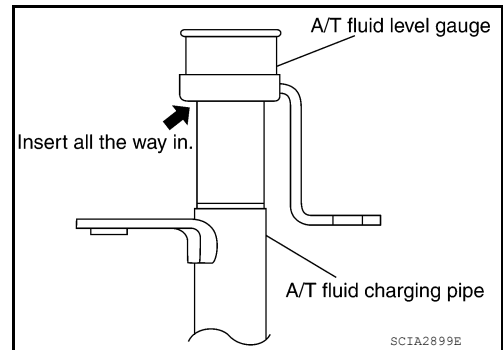 A/T fluid level gauge
Insert all the way in.
A/T fluid charging pipe
SCIA2899E